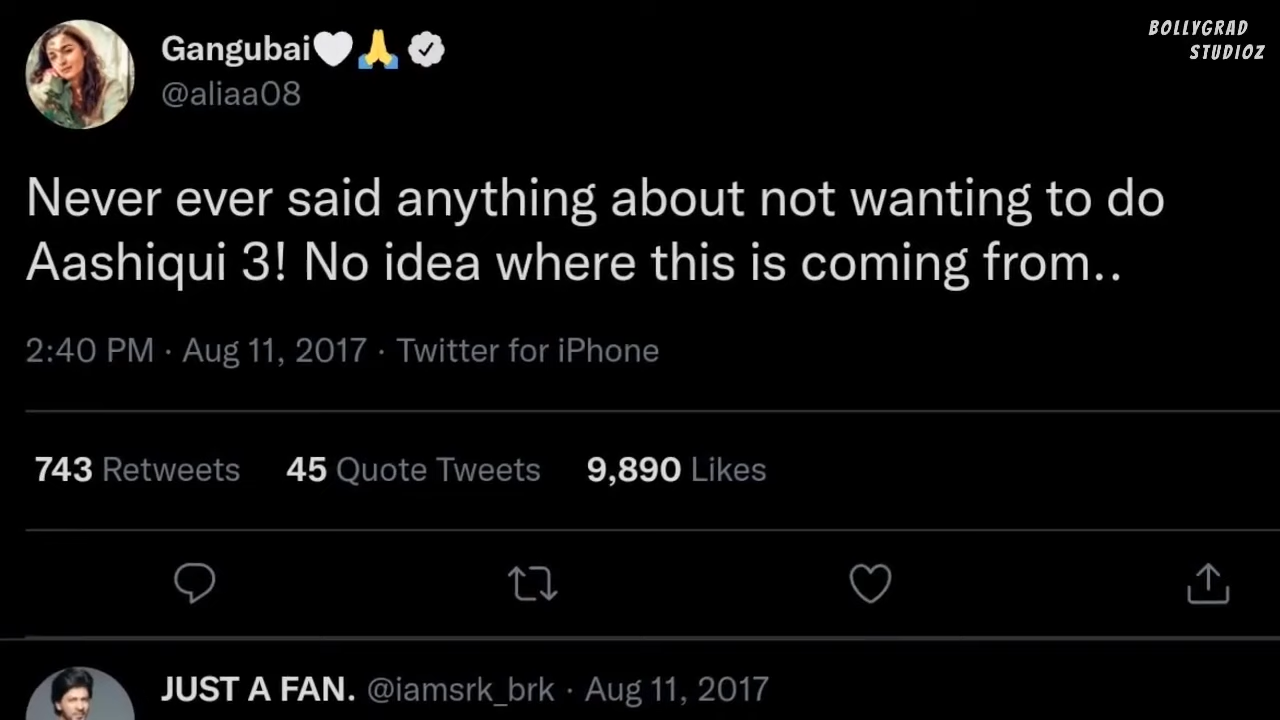 BOLLYGRAD
STUDIOZ
Gangubai🤍🙏
@aliaa08
Never ever said anything about not wanting to do
Aashiqui 3! No idea where this is coming from..
2:40 PM · Aug 11, 2017 · Twitter for iPhone
743 Retweets 45 Quote Tweets 9,890 Likes
JUST A FAN. @iamsrk_brk · Aug 11, 2017